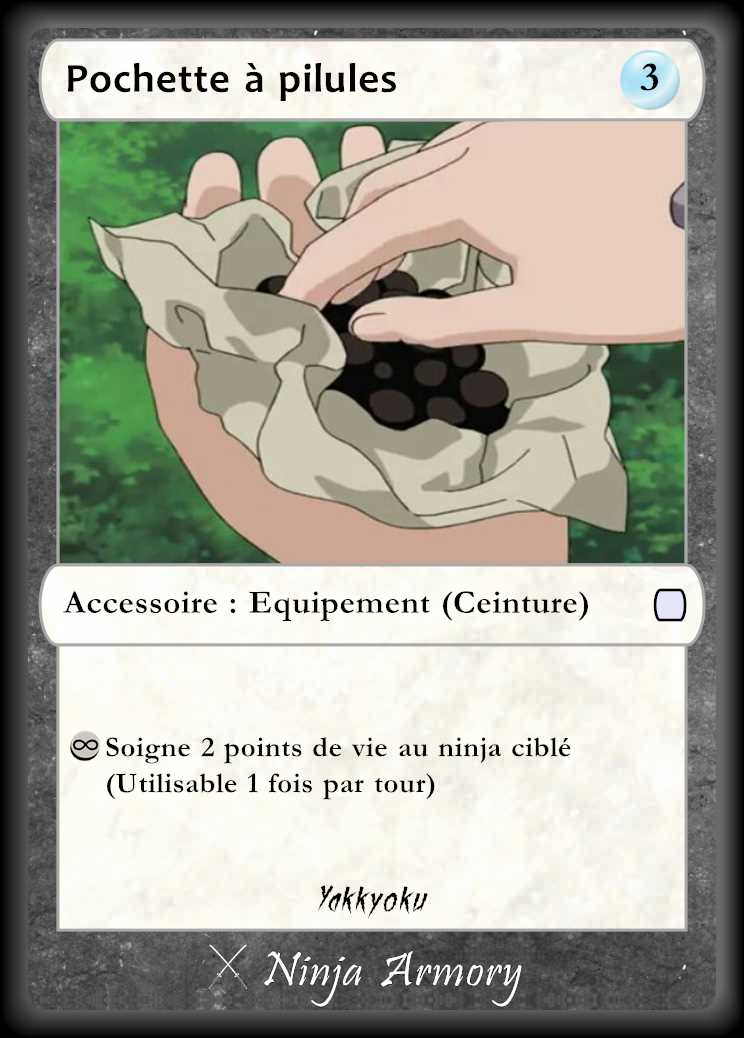 Pochette à pilules
3
Accessoire : Equipement (Ceinture)
∞ Soigne 2 points de vie au ninja ciblé
(Utilisable 1 fois par tour)
Yakkyoku
Ninja Armory